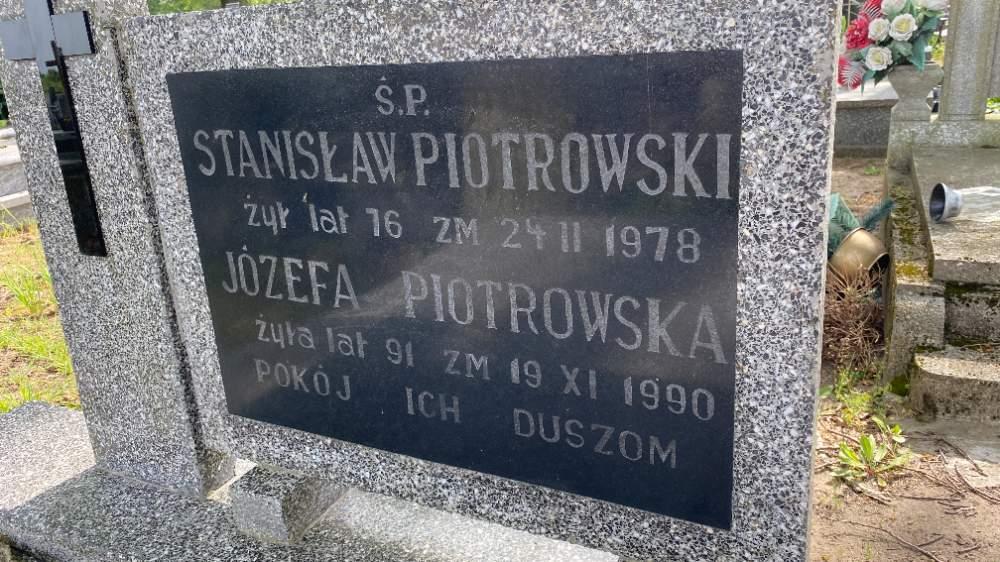 Ś.P.
STANISŁAW PIOTROWSKI
żył lat 76 ZM 24 II 1978
JÓZEFA PIOTROWSKA
żyła lat 91 ZM 19 XI 1990
POKÓJ ICH DUSZOM